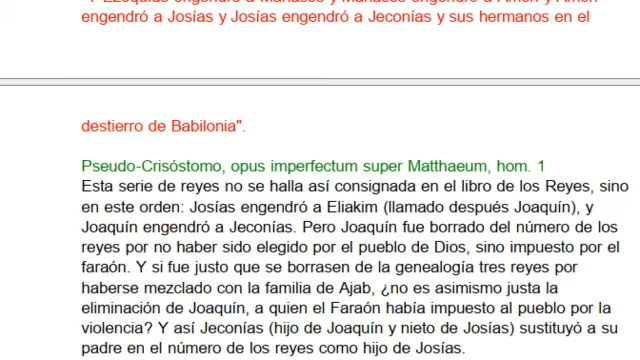 engendró a Josías y Josías engendró a Jeconías y sus hermanos en el
destierro de Babilonia".
Pseudo-Crisóstomo, opus imperfectum super Matthaeum, hom. 1
Esta serie de reyes no se halla así consignada en el libro de los Reyes, sino
en este orden: Josías engendró a Eliakim (llamado después Joaquín), y
Joaquín engendró a Jeconías. Pero Joaquín fue borrado del número de los
reyes por no haber sido elegido por el pueblo de Dios, sino impuesto por el
faraón. Y si fue justo que se borrasen de la genealogía tres reyes por
haberse mezclado con la familia de Ajab, ¿no es asimismo justa la
eliminación de Joaquín, a quien el Faraón había impuesto al pueblo por la
violencia? Y así Jeconías (hijo de Joaquín y nieto de Josías) sustituyó a su
padre en el número de los reyes como hijo de Josías.